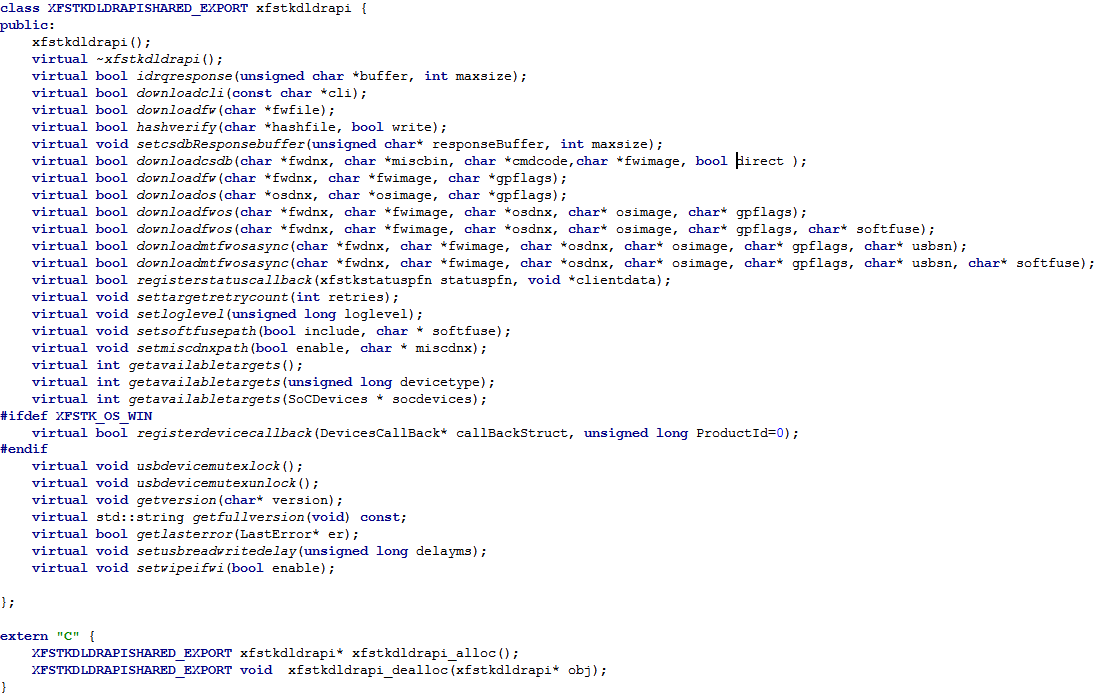 class XFSTKDLDRAPISHARED_EXPORT xfstkdldrapi {
public:
    xfstkdldrapi();
    virtual ~xfstkdldrapi();
    virtual bool idrqresponse(unsigned char *buffer, int maxsize);
    virtual bool downloadcli(const char *cli);
    virtual bool downloadfw(char *fwfile);
    virtual bool hashverify(char *hashfile, bool write);
    virtual void setcsdbResponsebuffer(unsigned char* responseBuffer, int maxsize);
    virtual bool downloadcsdb(char *fwdnx, char *miscbin, char *cmdcode,char *fwimage, bool direct );
    virtual bool downloadfw(char *fwdnx, char *fwimage, char *gpflags);
    virtual bool downloados(char *osdnx, char *osimage, char *gpflags);
    virtual bool downloadfwos(char *fwdnx, char *fwimage, char *osdnx, char* osimage, char* gpflags);
    virtual bool downloadfwos(char *fwdnx, char *fwimage, char *osdnx, char* osimage, char* gpflags, char* softfuse);
    virtual bool downloadmtfwosasync(char *fwdnx, char *fwimage, char *osdnx, char* osimage, char* gpflags, char* usbsn);
    virtual bool downloadmtfwosasync(char *fwdnx, char *fwimage, char *osdnx, char* osimage, char* gpflags, char* usbsn, char* softfuse);
    virtual bool registerstatuscallback(xfstkstatuspfn statuspfn, void *clientdata);
    virtual void settargetretrycount(int retries);
    virtual void setloglevel(unsigned long loglevel);
    virtual void setsoftfusepath(bool include, char * softfuse);
    virtual void setmiscdnxpath(bool enable, char * miscdnx);
    virtual int getavailabletargets();
    virtual int getavailabletargets(unsigned long devicetype);
    virtual int getavailabletargets(SoCDevices * socdevices);
#ifdef XFSTK_OS_WIN
    virtual bool registerdevicecallback(DevicesCallBack* callBackStruct, unsigned long ProductId=0);
#endif
    virtual void usbdevicemutexlock();
    virtual void usbdevicemutexunlock();
    virtual void getversion(char* version);
    virtual std::string getfullversion(void) const;
    virtual bool getlasterror(LastError* er);
    virtual void setusbreadwritedelay(unsigned long delayms);
    virtual void setwipeifwi(bool enable);
};
extern "C" {
    XFSTKDLDRAPISHARED_EXPORT xfstkdldrapi* xfstkdldrapi_alloc();
    XFSTKDLDRAPISHARED_EXPORT void  xfstkdldrapi_dealloc(xfstkdldrapi* obj);
}